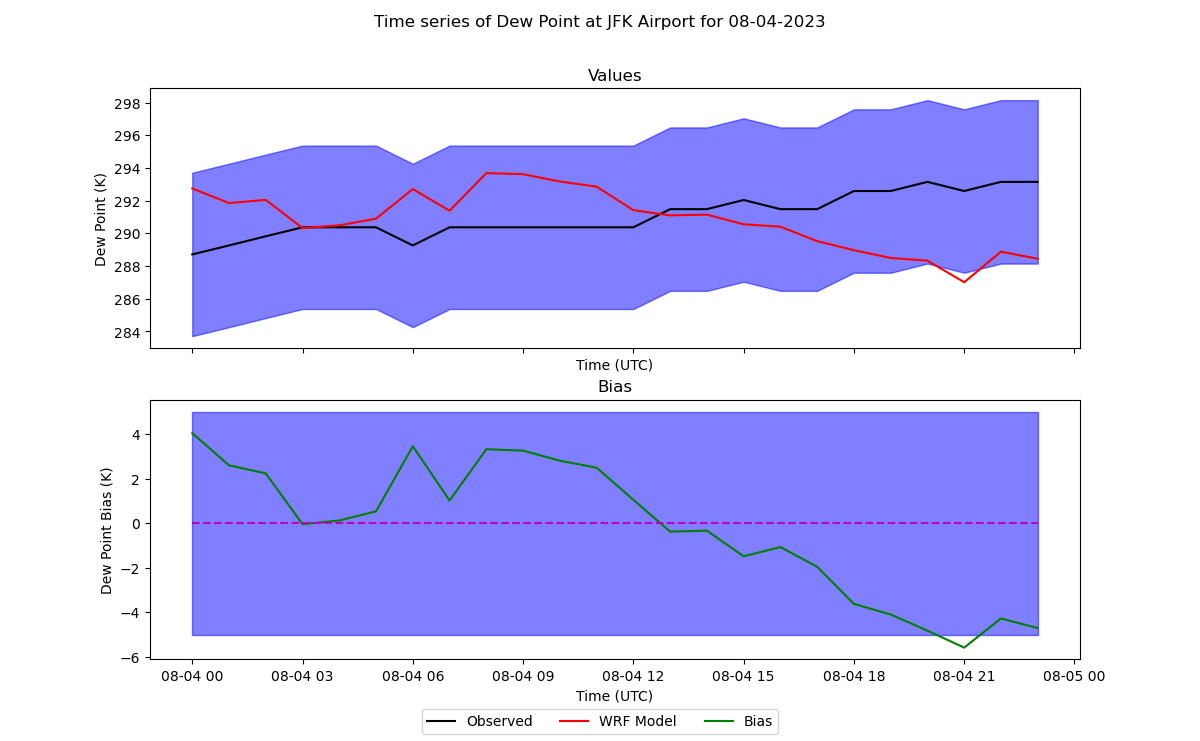 Time series of Dew Point at JFK Airport for 08-04-2023
Values
298
296
294
292
290
288
286
284
Dew Point (K)
Time (UTC)
Bias
4
2
0
−2
−4
−6
Dew Point Bias (K)
08-04 00 08-04 03 08-04 06 08-04 09 08-04 12 08-04 15 08-04 18 08-04 21 08-05 00
Time (UTC)
Observed WRF Model Bias